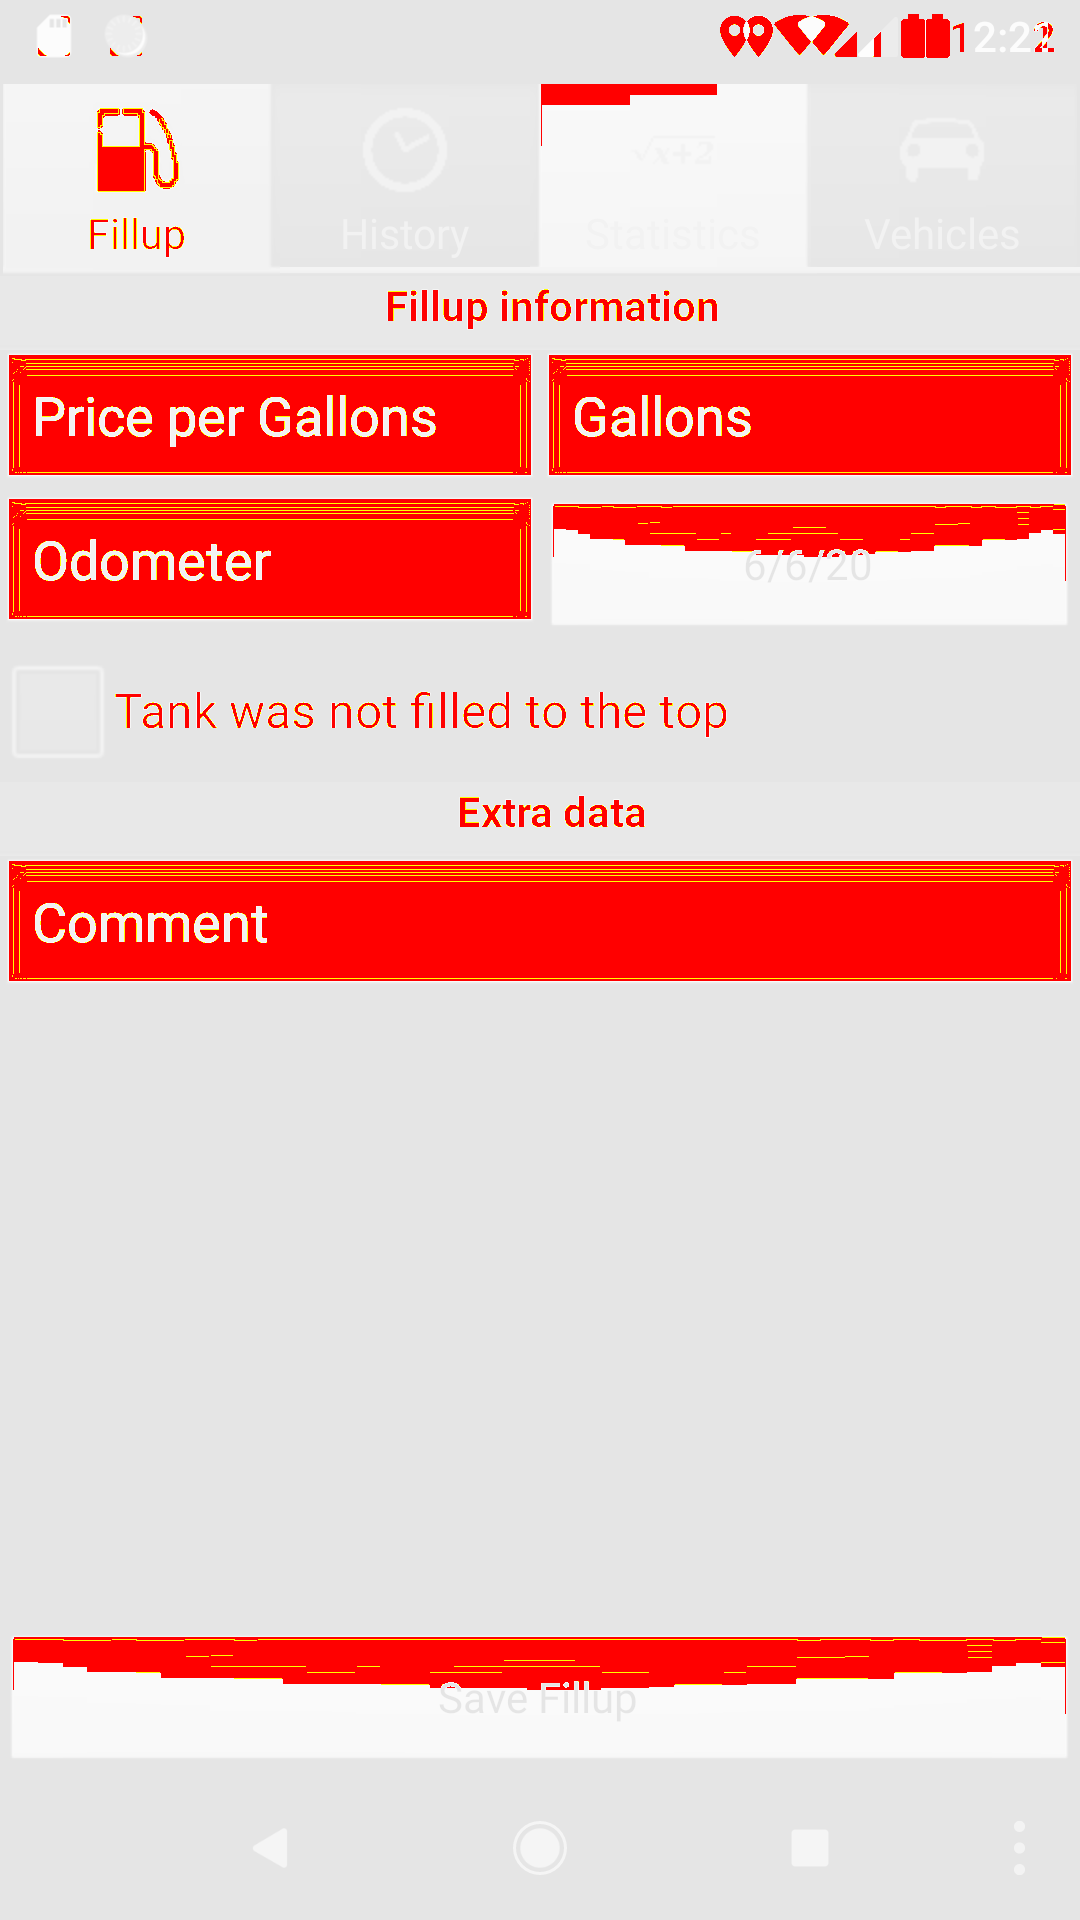 12:22
Fillup History √x+2 Statistics Vehicles
Fillup information
Price per Gallons Gallons
Odometer 6/6/20
Tank was not filled to the top
Extra data
Comment
Save Fillup